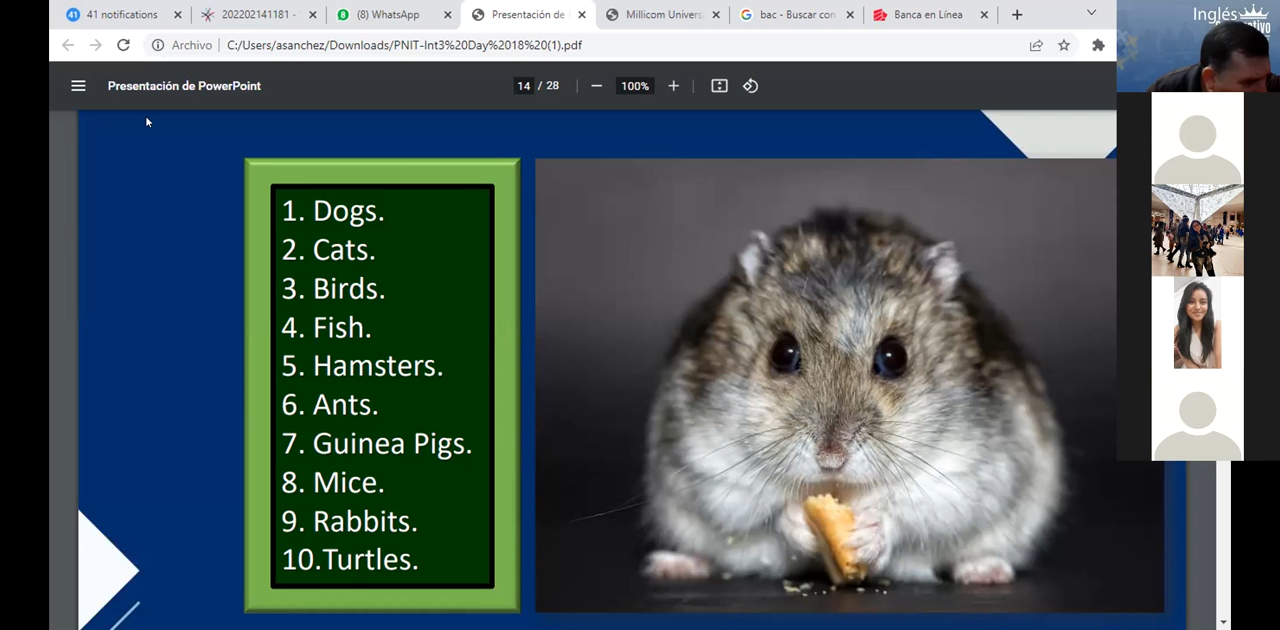 41 notifications
202202141181 -
(8) WhatsApp
Presentación de
Millicom Univers
bac - Buscar con
Banca en Línea
Archivo
C:/Users/asanchez/Downloads/PNIT-Int3%20Day%2018%20(1).pdf
Presentación de PowerPoint
14 / 28
100%
Inglés
1. Dogs.
2. Cats.
3. Birds.
4. Fish.
5. Hamsters.
6. Ants.
7. Guinea Pigs.
8. Mice.
9. Rabbits.
10.Turtles.